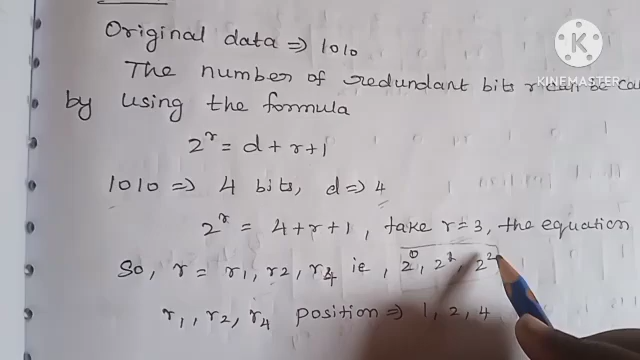 Original data ⇒ 1010
The number of redundant bits r can be ca
by using the formula
2^r = d + r + 1
1010 ⇒ 4 bits, d ⇒ 4
2^r = 4 + r + 1, take r = 3, the equation
So, r = r1, r2, r4 ie, 2^0, 2^1, 2^2
r1, r2, r4 position ⇒ 1, 2, 4
KINEMASTER